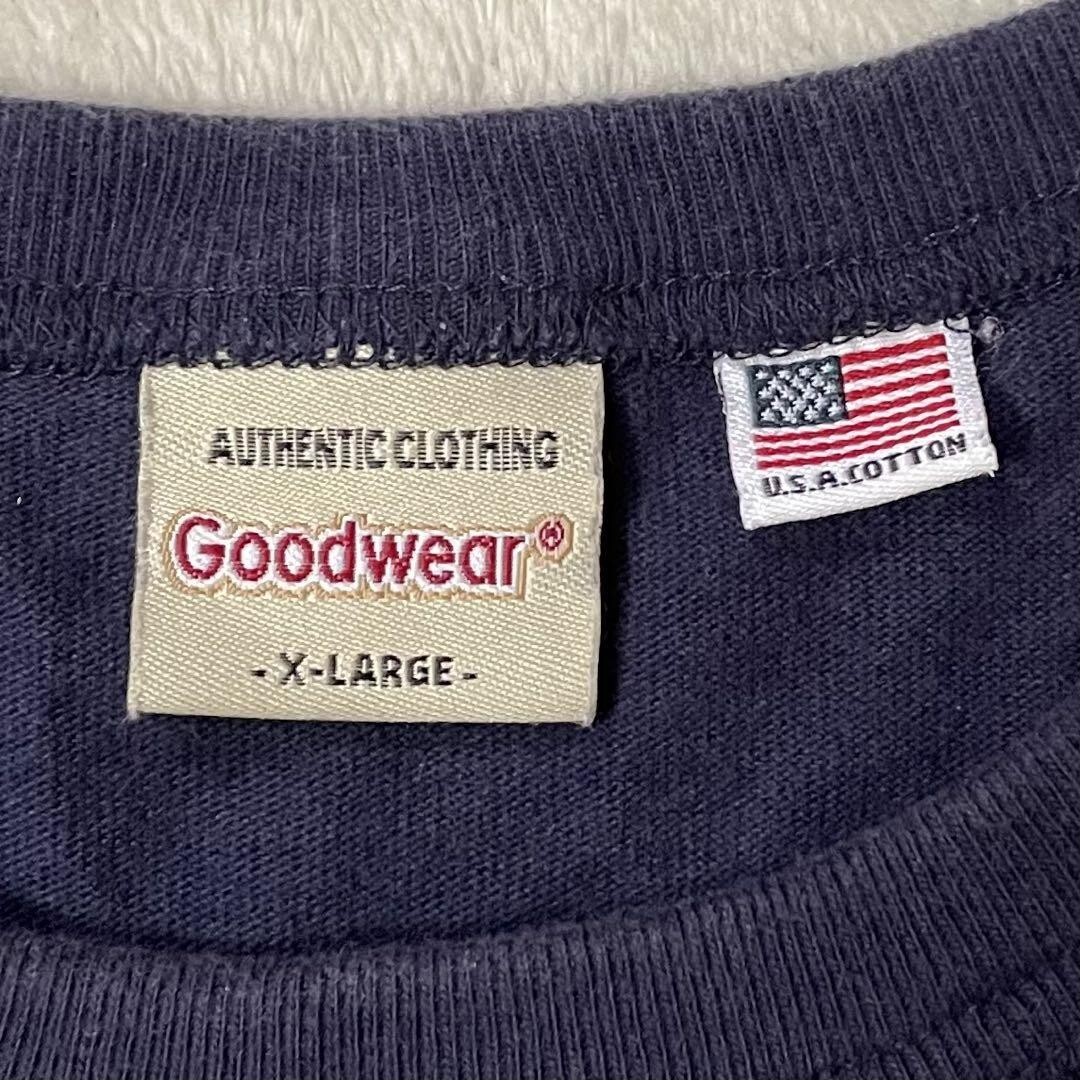 AUTHENTIC CLOTHING
Goodwear®
- X-LARGE -
U.S.A.COTTON